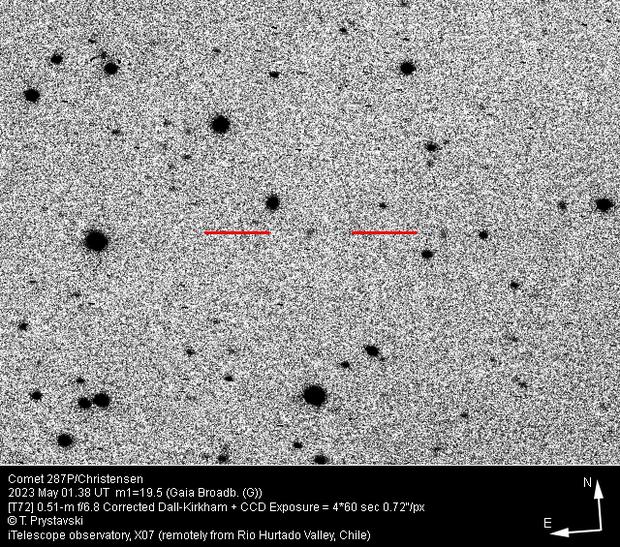 Comet 287P/Christensen
2023 May 01.38 UT  m1=19.5 (Gaia Broadb. (G))
[T72] 0.51-m f/6.8 Corrected Dall-Kirkham + CCD Exposure = 4*60 sec 0.72"/px
© T. Prystavski
iTelescope observatory, X07 (remotely from Rio Hurtado Valley, Chile)
N
E